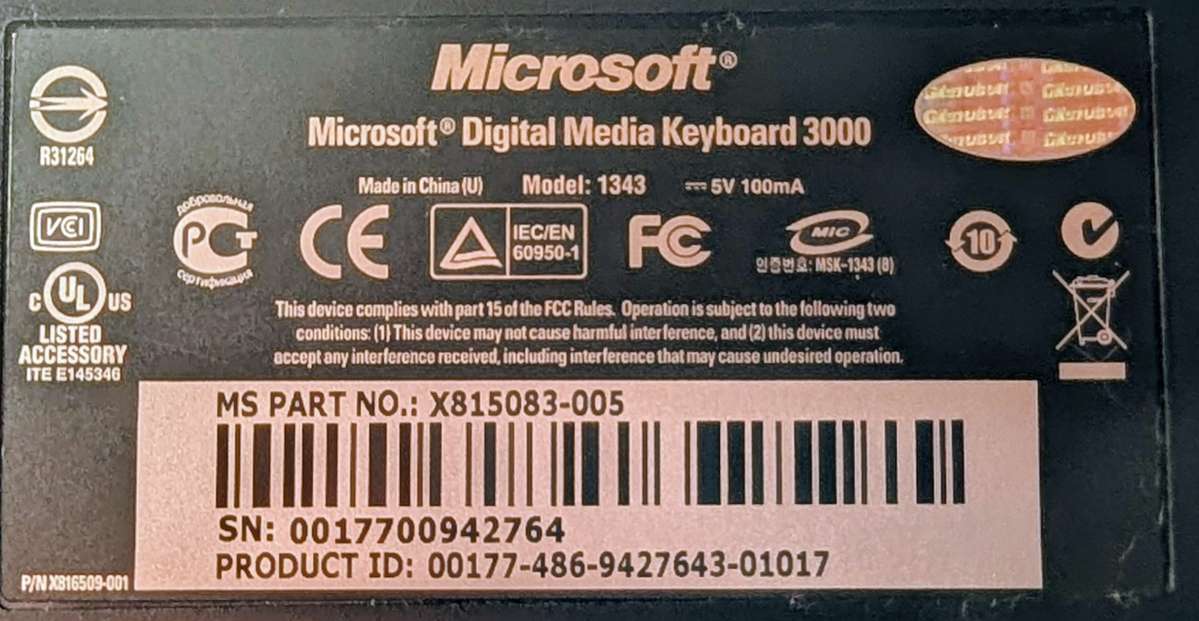 Microsoft®
Microsoft® Digital Media Keyboard 3000
Made in China (U) Model: 1343 5V 100mA
R31264
VCI
добровольная
РСТ
сертификация
CE
IEC/EN
60950-1
FC
MIC
인증번호: MSK-1343 (B)
10
C UL US
LISTED
ACCESSORY
ITE E145346
This device complies with part 15 of the FCC Rules. Operation is subject to the following two
conditions: (1) This device may not cause harmful interference, and (2) this device must
accept any interference received, including interference that may cause undesired operation.
MS PART NO.: X815083-005
SN: 0017700942764
PRODUCT ID: 00177-486-9427643-01017
P/N X816509-001